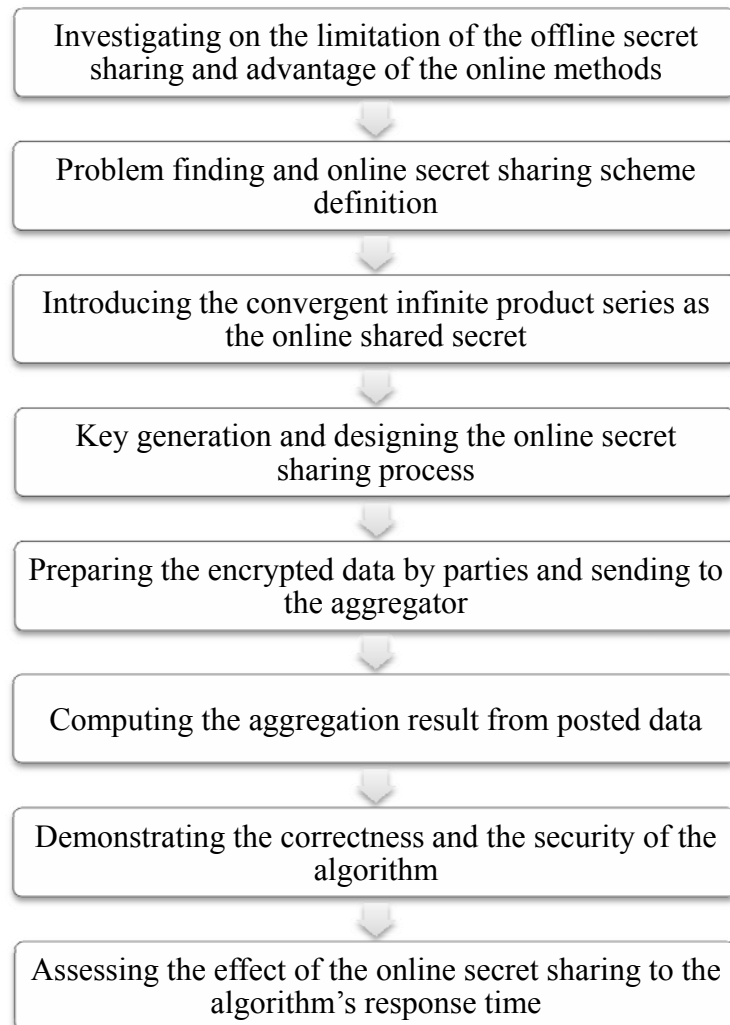 Investigating on the limitation of the offline secret
sharing and advantage of the online methods
Problem finding and online secret sharing scheme
definition
Introducing the convergent infinite product series as
the online shared secret
Key generation and designing the online secret
sharing process
Preparing the encrypted data by parties and sending to
the aggregator
Computing the aggregation result from posted data
Demonstrating the correctness and the security of the
algorithm
Assessing the effect of the online secret sharing to the
algorithm’s response time